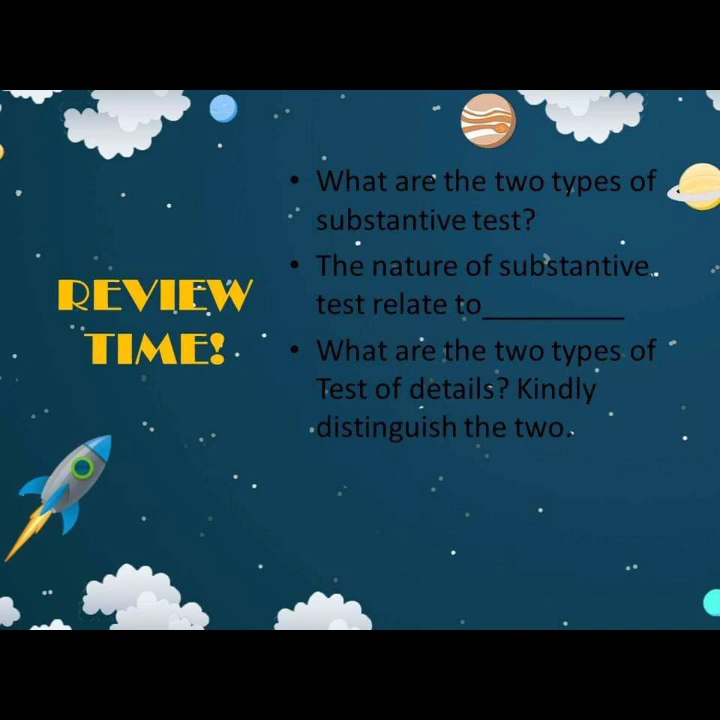 REVIEW
TIME!
• What are the two types of
substantive test?
• The nature of substantive
test relate to_________
• What are the two types of
Test of details? Kindly
distinguish the two.